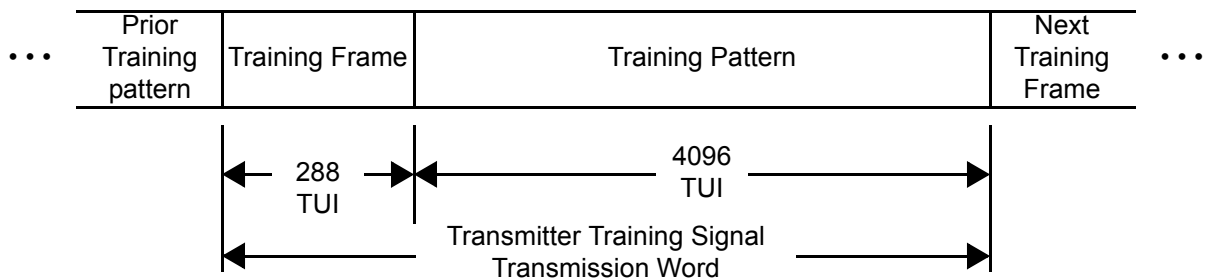 • • •
Prior
Training
pattern
Training Frame
Training Pattern
Next
Training
Frame
• • •
288
TUI
4096
TUI
Transmitter Training Signal
Transmission Word